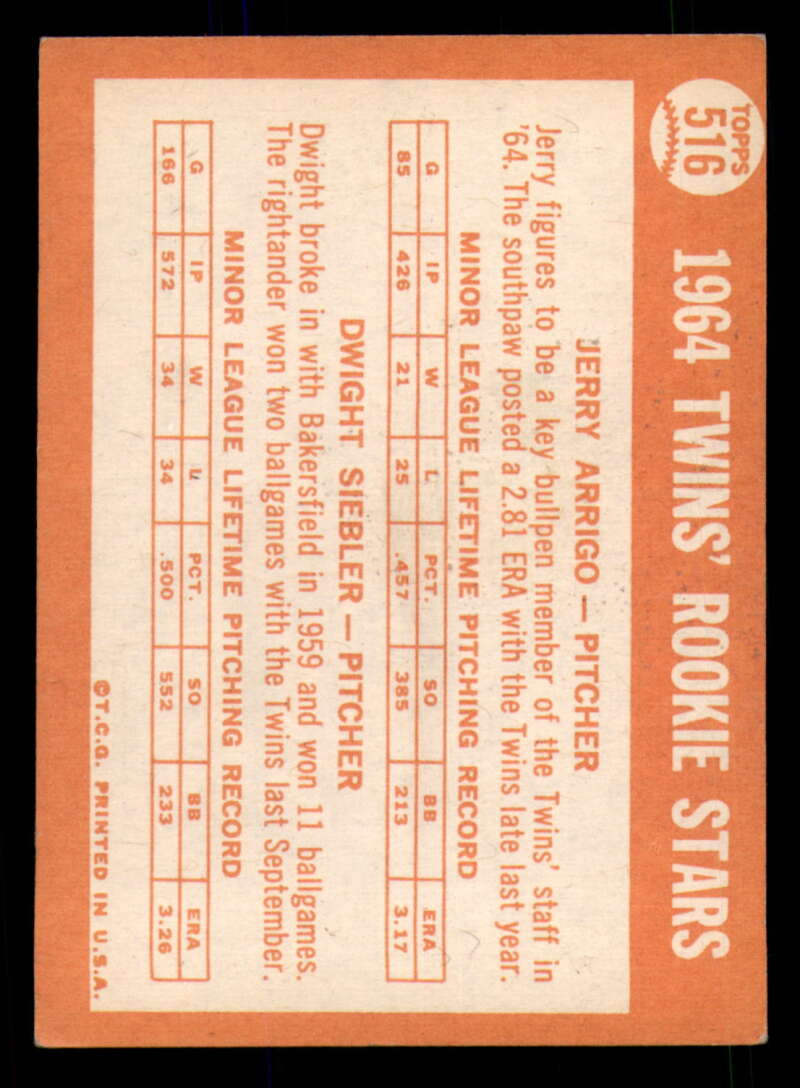 TOPPS
516
1964 TWINS' ROOKIE STARS
JERRY ARRIGO — PITCHER
Jerry figures to be a key bullpen member of the Twins' staff in
'64. The southpaw posted a 2.81 ERA with the Twins late last year.
MINOR LEAGUE LIFETIME PITCHING RECORD
G IP W L PCT. SO BB ERA
85 426 21 25 .457 385 213 3.17
DWIGHT SIEBLER — PITCHER
Dwight broke in with Bakersfield in 1959 and won 11 ballgames.
The rightander won two ballgames with the Twins last September.
MINOR LEAGUE LIFETIME PITCHING RECORD
G IP W L PCT. SO BB ERA
166 572 34 34 .500 552 233 3.26
©T.C.G. PRINTED IN U.S.A.